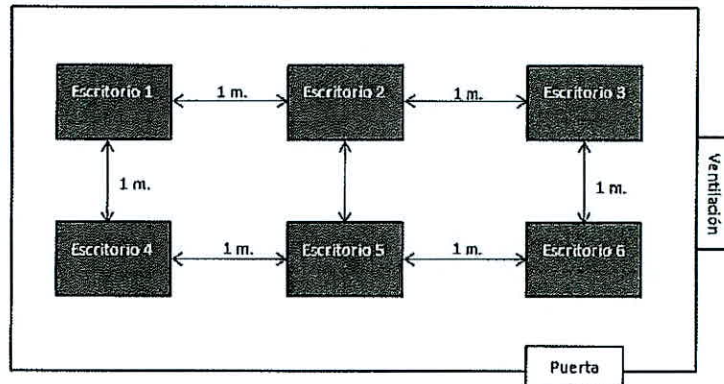 Escritorio 1
1 m.
Escritorio 2
1 m.
Escritorio 3
1 m.
1 m.
Ventilación
Escritorio 4
1 m.
Escritorio 5
1 m.
Escritorio 6
Puerta